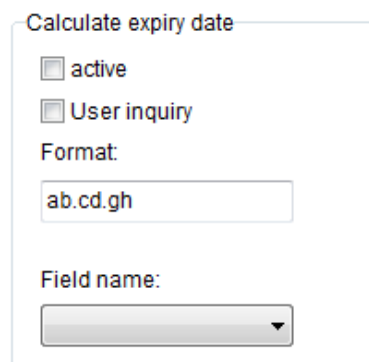 Calculate expiry date
active
User inquiry
Format:
ab.cd.gh
Field name: